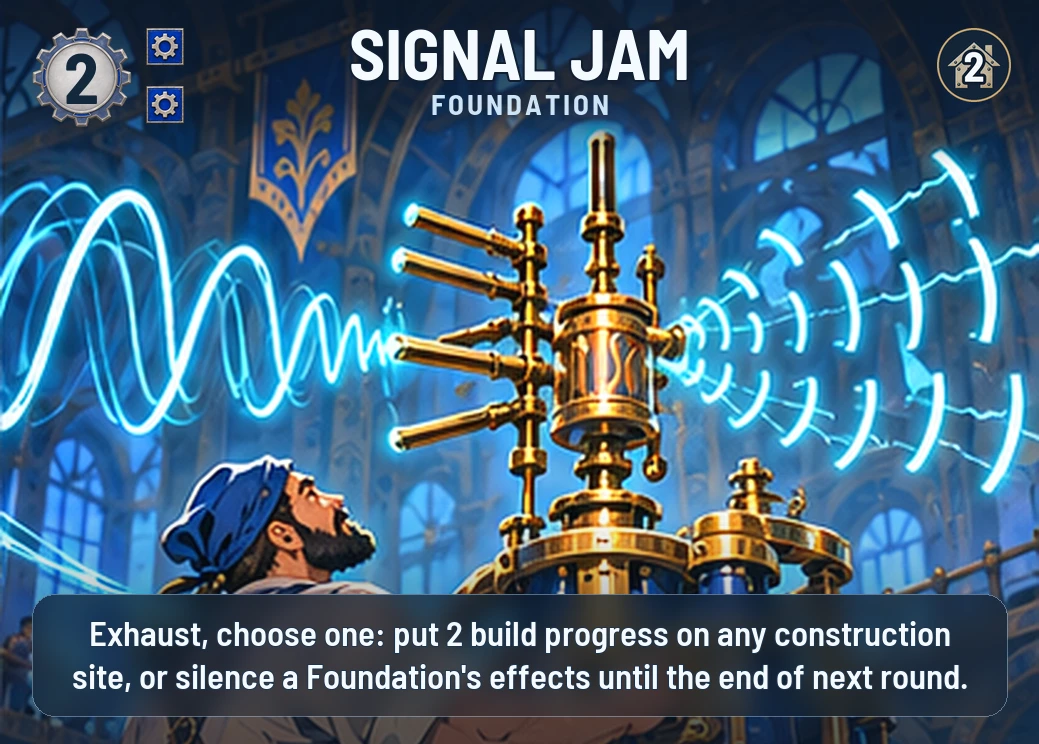 2
SIGNAL JAM
FOUNDATION
2
Exhaust, choose one: put 2 build progress on any construction
site, or silence a Foundation's effects until the end of next round.